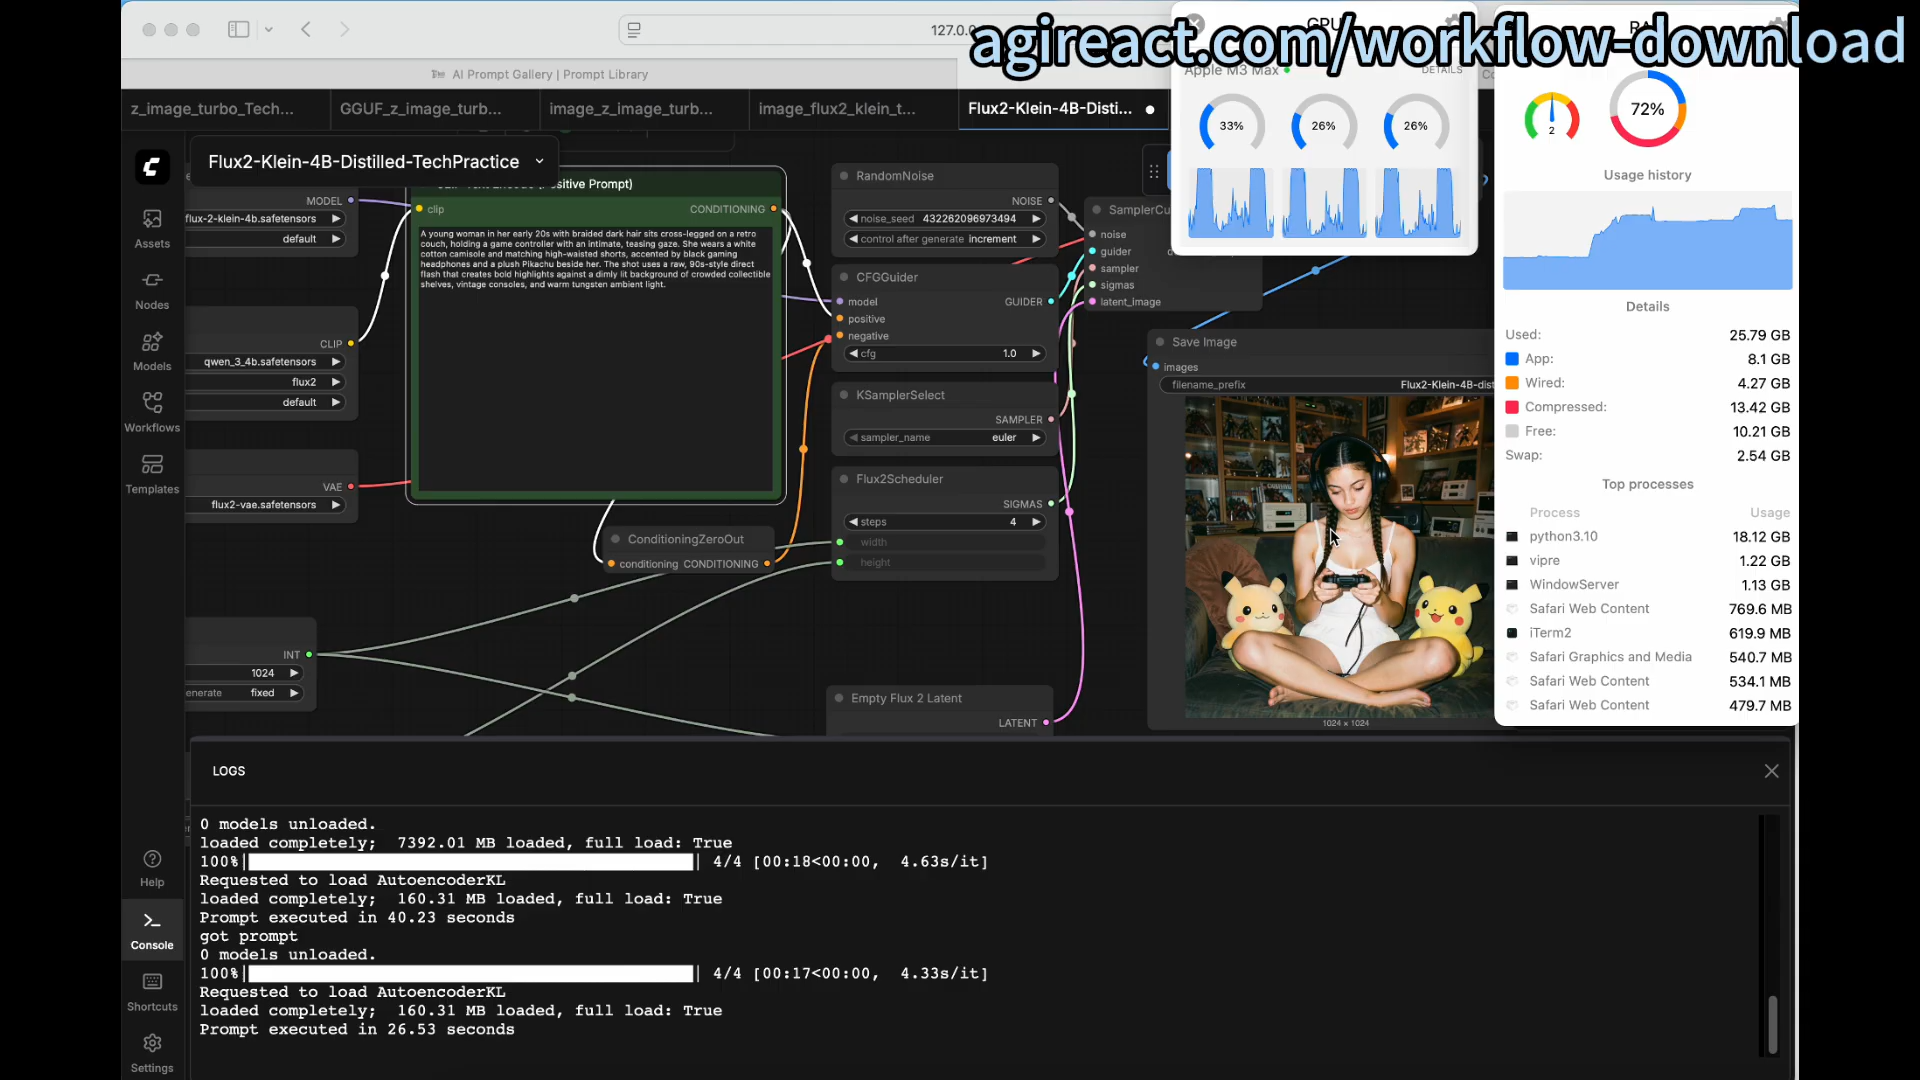 agireact.com/workflow-download
127.0.0
AI Prompt Gallery | Prompt Library
z_image_turbo_Tech...
GGUF_z_image_turb...
image_z_image_turb...
image_flux2_klein_t...
Flux2-Klein-4B-Disti...
Flux2-Klein-4B-Distilled-TechPractice
Assets
Nodes
Models
Workflows
Templates
Help
Console
Shortcuts
Settings
MODEL
flux-2-klein-4b.safetensors
default
CLIP
qwen_3_4b.safetensors
flux2
default
VAE
flux2-vae.safetensors
INT
1024
enerate fixed
(Positive Prompt)
clip CONDITIONING
A young woman in her early 20s with braided dark hair sits cross-legged on a retro
couch, holding a game controller with an intimate, teasing gaze. She wears a white
cotton camisole and matching high-waisted shorts, accented by black gaming
headphones and a plush Pikachu beside her. The shot uses a raw, 90s-style direct
flash that creates bold highlights against a dimly lit background of crowded collectible
shelves, vintage consoles, and warm tungsten ambient light.
ConditioningZeroOut
conditioning CONDITIONING
RandomNoise
NOISE
noise_seed 432262096973494
control after generate increment
CFGGuider
model GUIDER
positive
negative
cfg 1.0
KSamplerSelect
SAMPLER
sampler_name euler
Flux2Scheduler
SIGMAS
steps 4
width
height
Empty Flux 2 Latent
LATENT
SamplerCu
noise
guider
sampler
sigmas
latent_image
Save Image
images
filename_prefix Flux2-Klein-4B-dist
1024 × 1024
CPU
Apple M3 Max DETAILS
33% 26% 26%
2
72%
Usage history
Details
Used: 25.79 GB
App: 8.1 GB
Wired: 4.27 GB
Compressed: 13.42 GB
Free: 10.21 GB
Swap: 2.54 GB
Top processes
Process Usage
python3.10 18.12 GB
vipre 1.22 GB
WindowServer 1.13 GB
Safari Web Content 769.6 MB
iTerm2 619.9 MB
Safari Graphics and Media 540.7 MB
Safari Web Content 534.1 MB
Safari Web Content 479.7 MB
LOGS
0 models unloaded.
loaded completely; 7392.01 MB loaded, full load: True
100%| | 4/4 [00:18<00:00, 4.63s/it]
Requested to load AutoencoderKL
loaded completely; 160.31 MB loaded, full load: True
Prompt executed in 40.23 seconds
got prompt
0 models unloaded.
100%| | 4/4 [00:17<00:00, 4.33s/it]
Requested to load AutoencoderKL
loaded completely; 160.31 MB loaded, full load: True
Prompt executed in 26.53 seconds